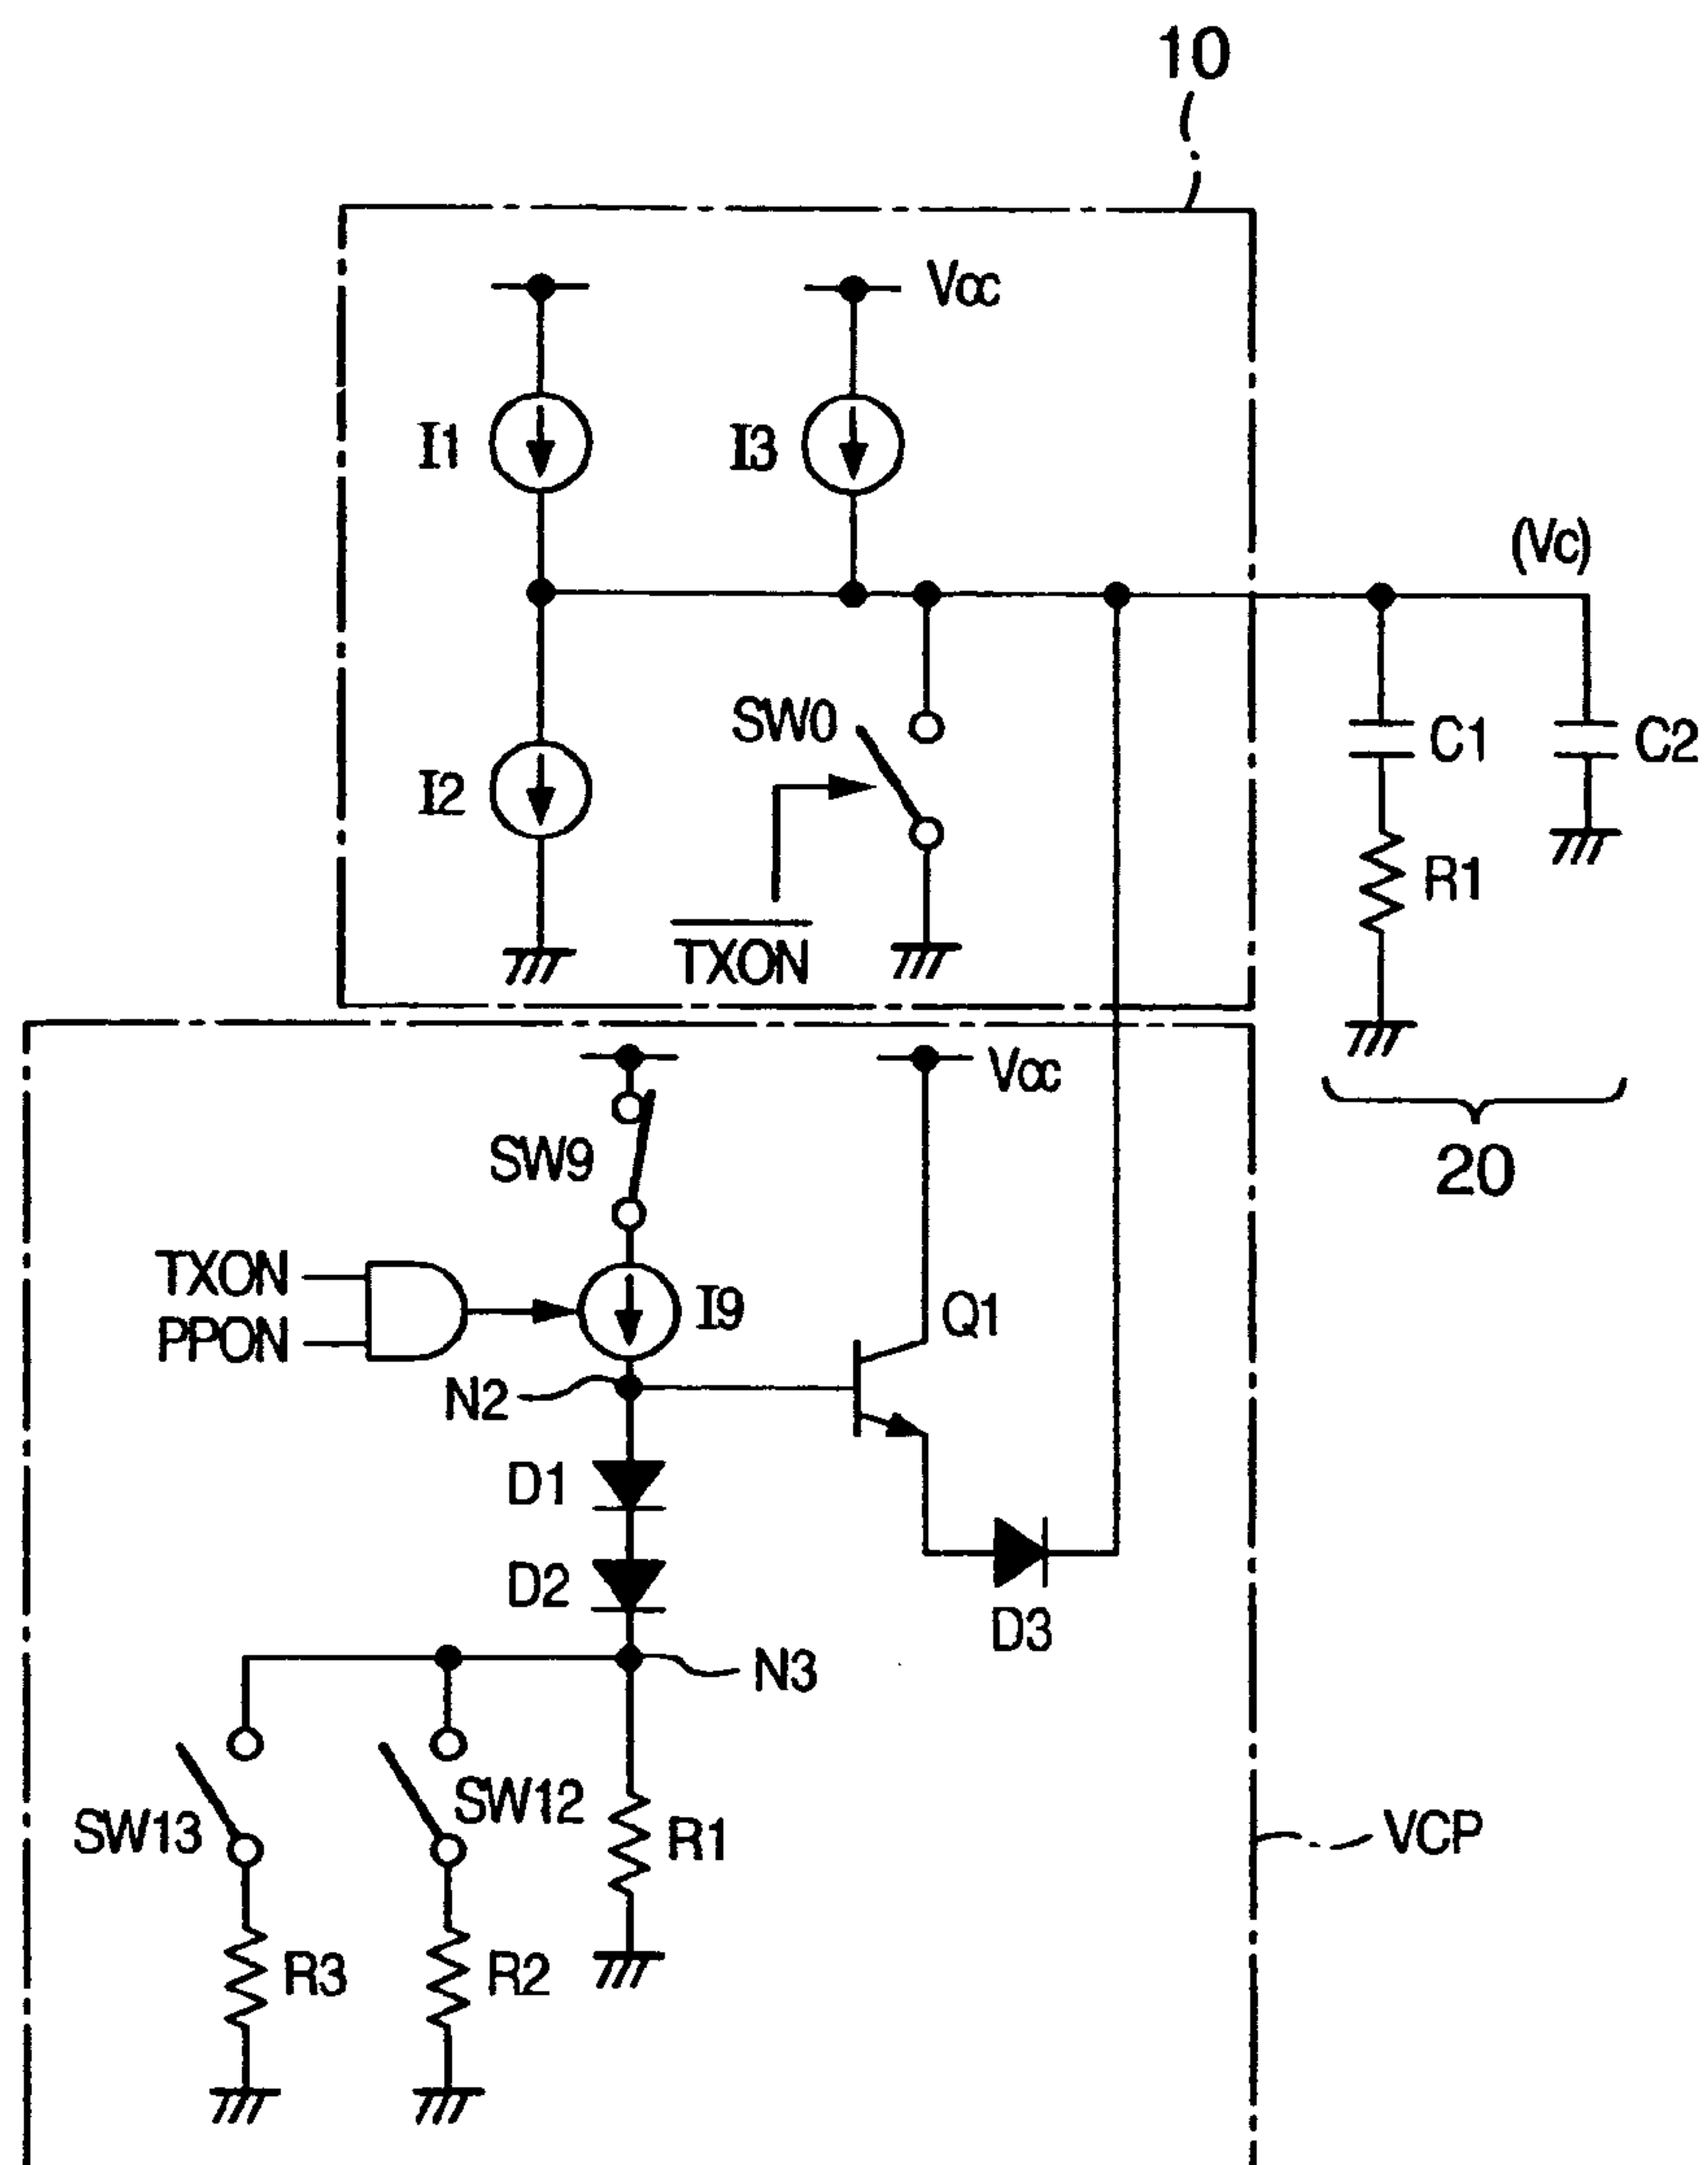 10
Vcc
I1
I3
(Vc)
SW0
C1
C2
I2
R1
TXON
Vcc
SW9
20
TXON
I9
Q1
PPON
N2
D1
D2
D3
N3
SW12
SW13
R1
VCP
R3
R2